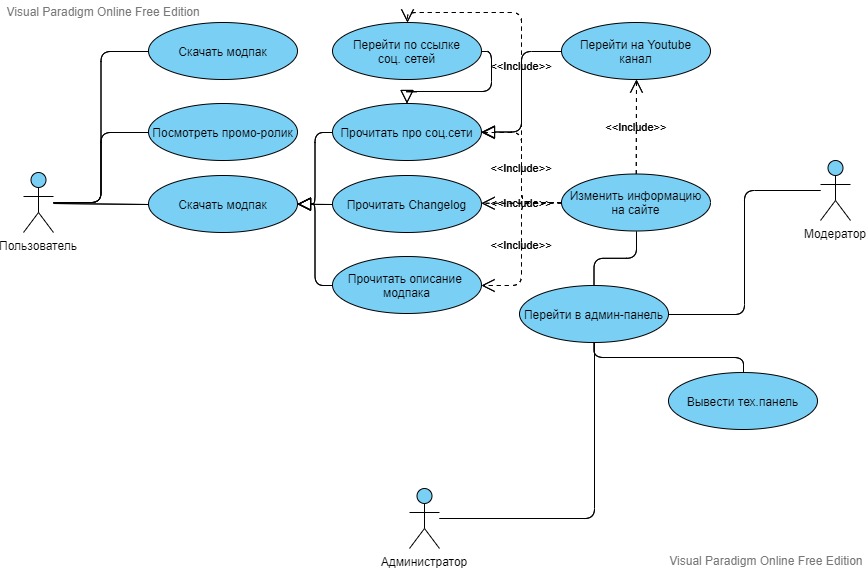 Visual Paradigm Online Free Edition
Скачать модпак
Перейти по ссылке
соц. сетей
<<Include>>
Перейти на Youtube
канал
Посмотреть промо-ролик
Прочитать про соц.сети
<<Include>>
<<Include>>
Скачать модпак
Прочитать Changelog
<<Include>>
Изменить информацию
на сайте
Пользователь
Модератор
<<Include>>
Прочитать описание
модпака
Перейти в админ-панель
Вывести тех.панель
Администратор
Visual Paradigm Online Free Edition